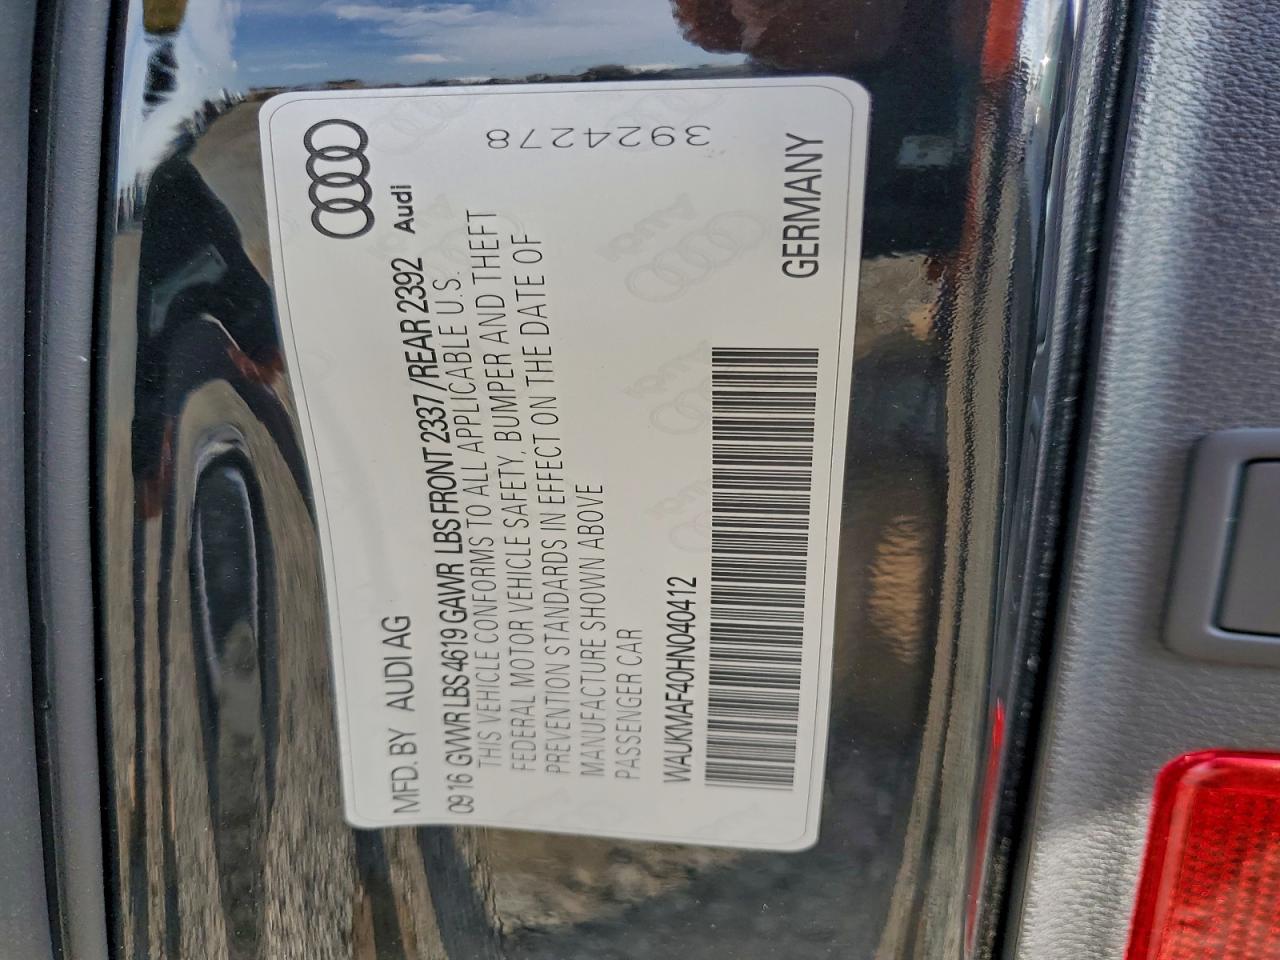 MFD. BY AUDI AG
Audi
09 16 GVWR LBS 4619 GAWR LBS FRONT 2337 / REAR 2392
THIS VEHICLE CONFORMS TO ALL APPLICABLE U.S.
FEDERAL MOTOR VEHICLE SAFETY, BUMPER AND THEFT
PREVENTION STANDARDS IN EFFECT ON THE DATE OF
MANUFACTURE SHOWN ABOVE
PASSENGER CAR
WAUKMAF40HN040412
GERMANY
3924278